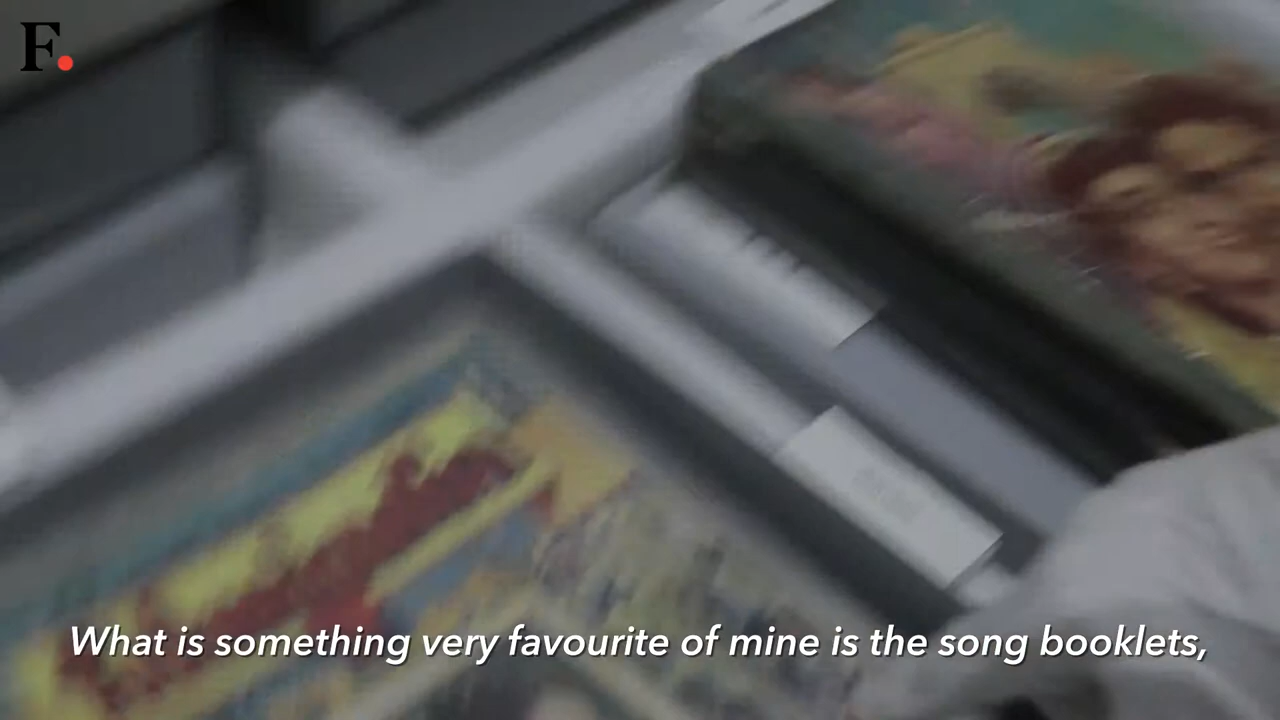 F.
What is something very favourite of mine is the song booklets,